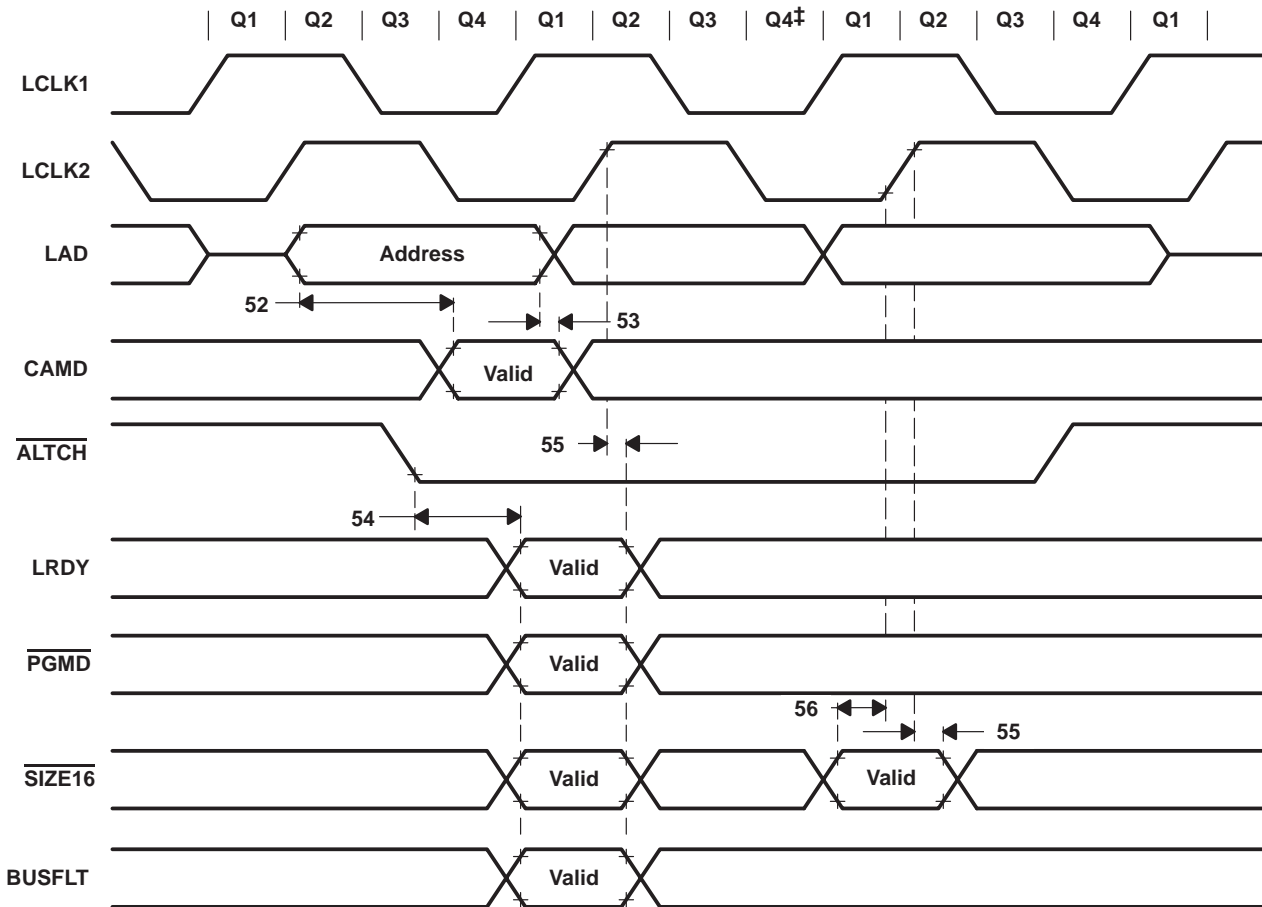 Q1 Q2 Q3 Q4 Q1 Q2 Q3 Q4‡ Q1 Q2 Q3 Q4 Q1
LCLK1
LCLK2
LAD Address
52 53
CAMD Valid
ALTCH 55
54
LRDY Valid
PGMD Valid
56
55
SIZE16 Valid Valid
BUSFLT Valid